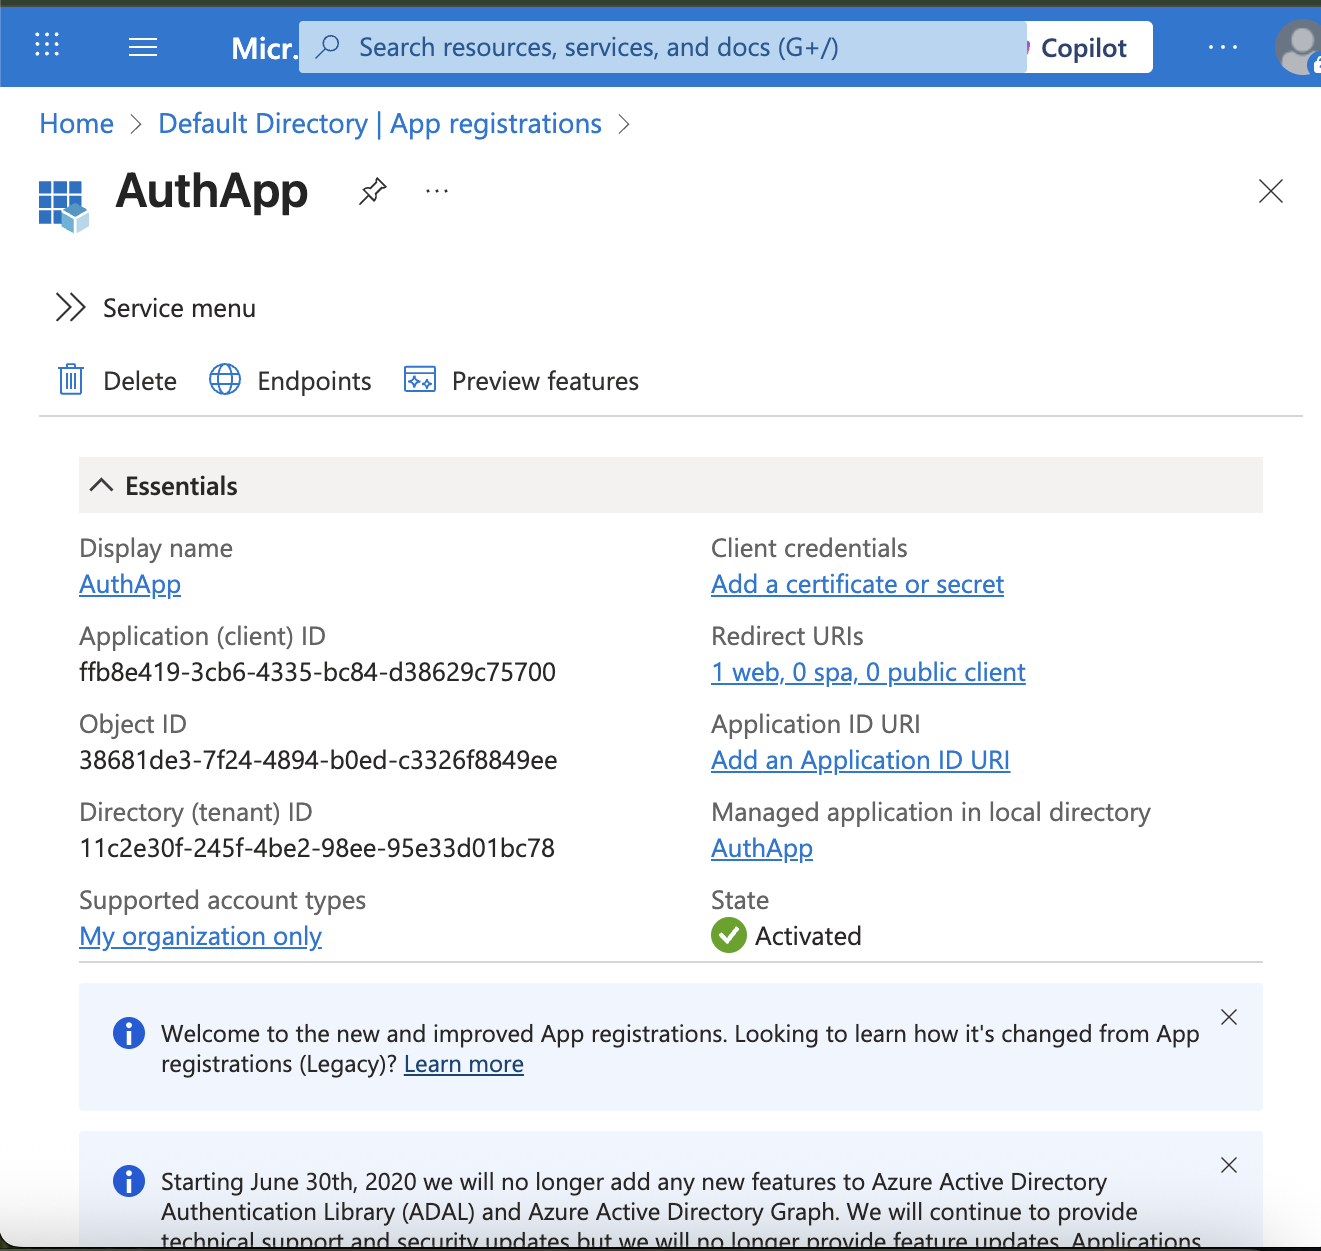 Micr.
Search resources, services, and docs (G+/)
Copilot
Home
Default Directory | App registrations
AuthApp
Service menu
Delete
Endpoints
Preview features
Essentials
Display name
AuthApp
Application (client) ID
ffb8e419-3cb6-4335-bc84-d38629c75700
Object ID
38681de3-7f24-4894-b0ed-c3326f8849ee
Directory (tenant) ID
11c2e30f-245f-4be2-98ee-95e33d01bc78
Supported account types
My organization only
Client credentials
Add a certificate or secret
Redirect URIs
1 web, 0 spa, 0 public client
Application ID URI
Add an Application ID URI
Managed application in local directory
AuthApp
State
Activated
Welcome to the new and improved App registrations. Looking to learn how it's changed from App
registrations (Legacy)? Learn more
Starting June 30th, 2020 we will no longer add any new features to Azure Active Directory
Authentication Library (ADAL) and Azure Active Directory Graph. We will continue to provide
technical support and security updates but we will no longer provide feature updates. Applications